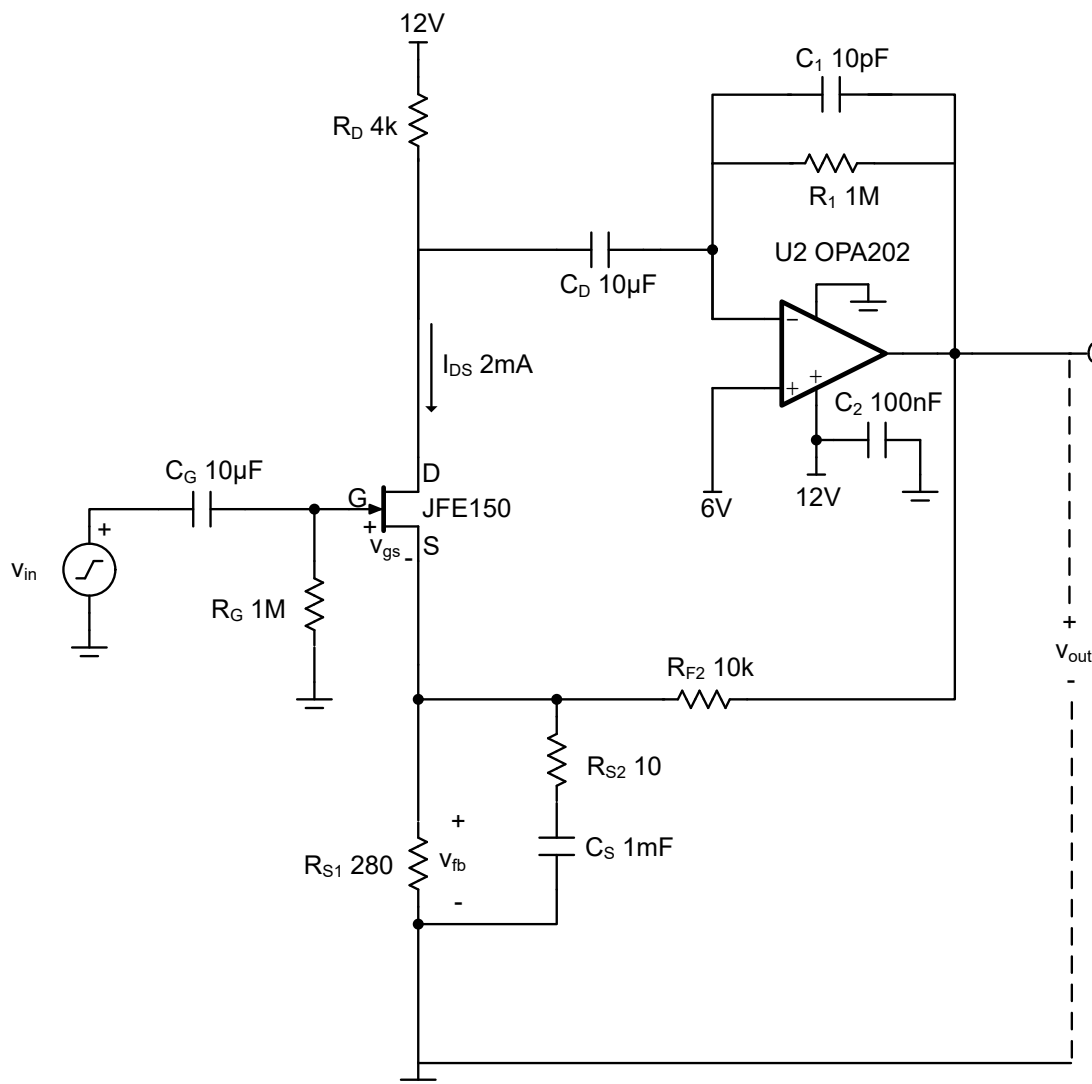 12V
C1 10pF
RD 4k
R1 1M
U2 OPA202
CD 10µF
−
IDS 2mA
+
+
C2 100nF
CG 10µF
D
6V
12V
G
JFE150
+
+
vgs
-
S
vin
RG 1M
+
RF2 10k
vout
-
RS2 10
+
RS1 280
vfb
CS 1mF
-